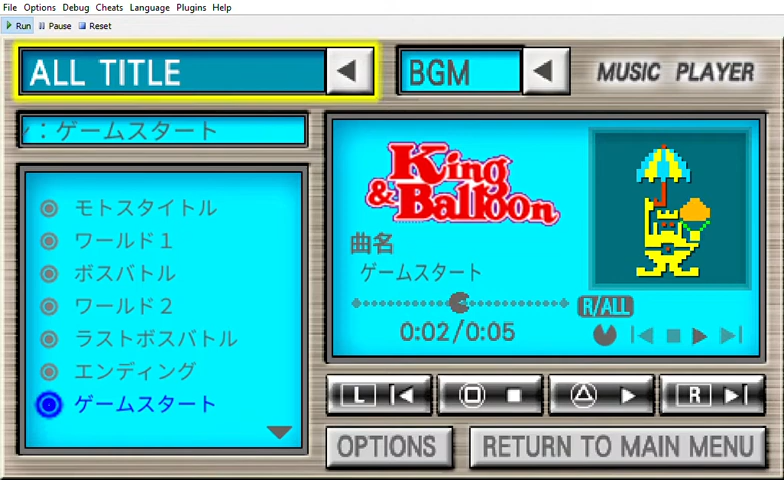 File Options Debug Cheats Language Plugins Help
Run Pause Reset
ALL TITLE BGM MUSIC PLAYER
：ゲームスタート
モトスタイトル
ワールド１
ボスバトル
ワールド２
ラストボスバトル
エンディング
ゲームスタート
King
& Balloon
曲名
ゲームスタート
R/ALL
0:02/0:05
L R
OPTIONS RETURN TO MAIN MENU